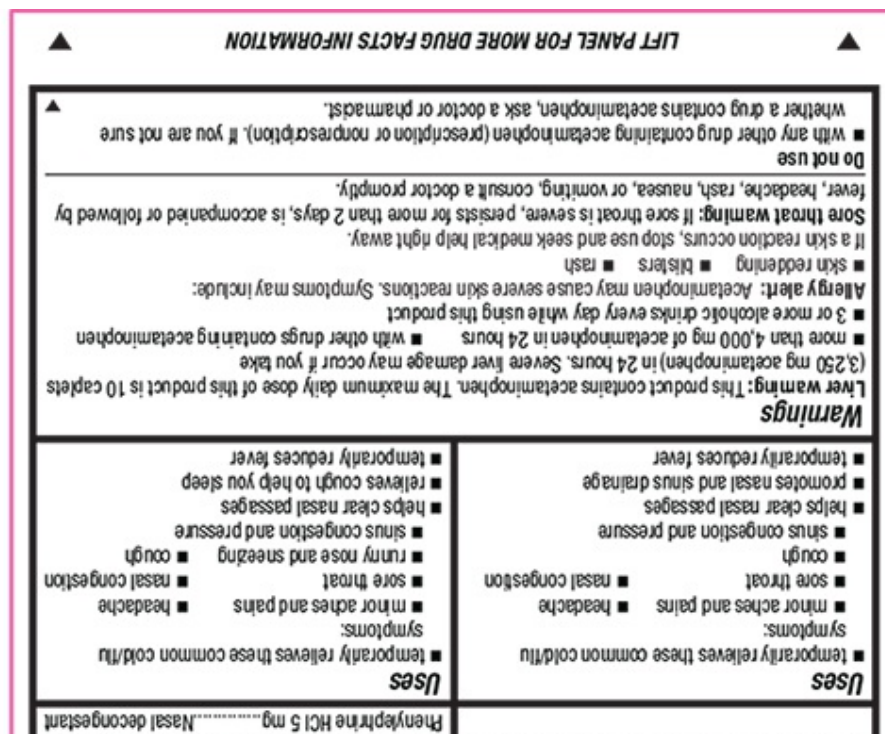 Phenylephrine HCl 5 mg..............Nasal decongestant
Uses
■ temporarily relieves these common cold/flu
symptoms:
■ minor aches and pains ■ headache
■ sore throat ■ nasal congestion
■ cough
■ sinus congestion and pressure
■ helps clear nasal passages
■ promotes nasal and sinus drainage
■ temporarily reduces fever
Uses
■ temporarily relieves these common cold/flu
symptoms:
■ minor aches and pains ■ headache
■ sore throat ■ nasal congestion
■ runny nose and sneezing ■ cough
■ sinus congestion and pressure
■ helps clear nasal passages
■ relieves cough to help you sleep
■ temporarily reduces fever
Warnings
Liver warning: This product contains acetaminophen. The maximum daily dose of this product is 10 caplets
(3,250 mg acetaminophen) in 24 hours. Severe liver damage may occur if you take
■ more than 4,000 mg of acetaminophen in 24 hours ■ with other drugs containing acetaminophen
■ 3 or more alcoholic drinks every day while using this product
Allergy alert: Acetaminophen may cause severe skin reactions. Symptoms may include:
■ skin reddening ■ blisters ■ rash
If a skin reaction occurs, stop use and seek medical help right away.
Sore throat warning: If sore throat is severe, persists for more than 2 days, is accompanied or followed by
fever, headache, rash, nausea, or vomiting, consult a doctor promptly.
Do not use
■ with any other drug containing acetaminophen (prescription or nonprescription). If you are not sure
whether a drug contains acetaminophen, ask a doctor or pharmacist.
LIFT PANEL FOR MORE DRUG FACTS INFORMATION